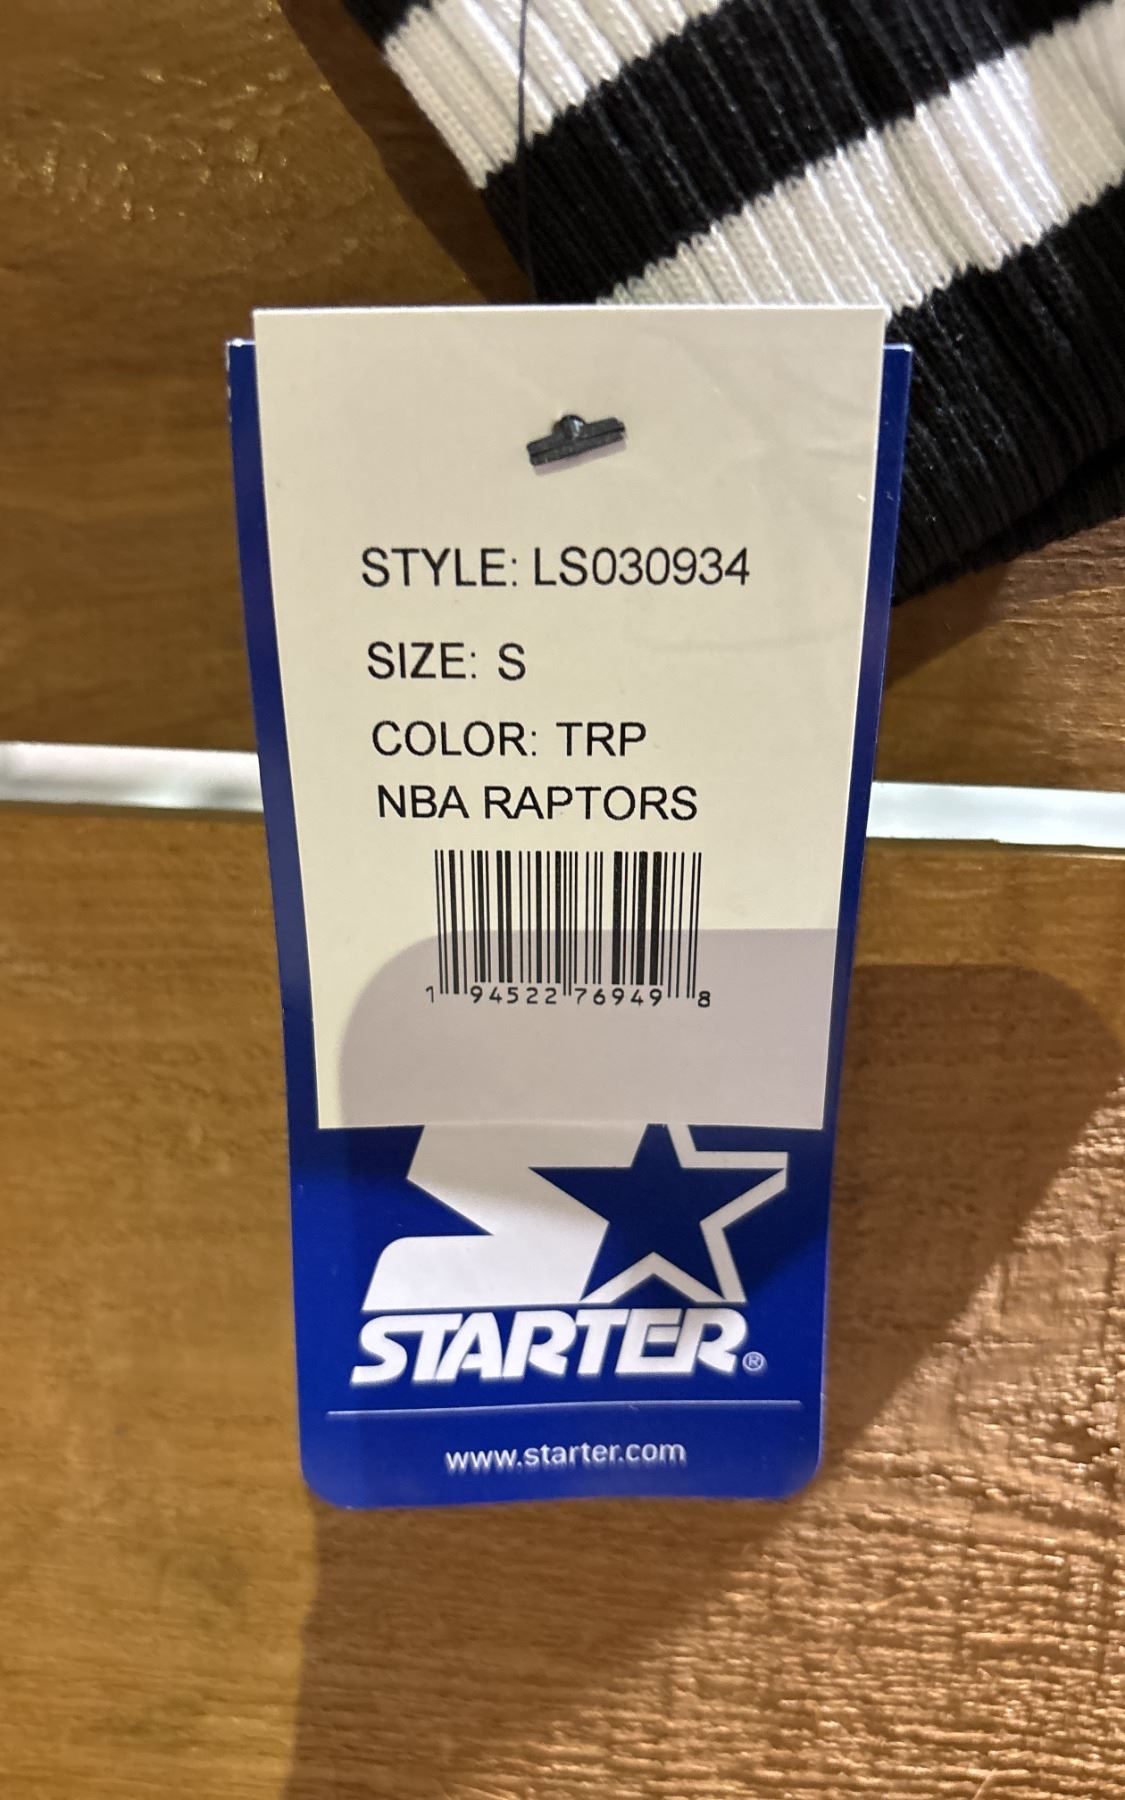 STYLE: LS030934
SIZE: S
COLOR: TRP
NBA RAPTORS
1 94522 76949 8
STARTER®
www.starter.com